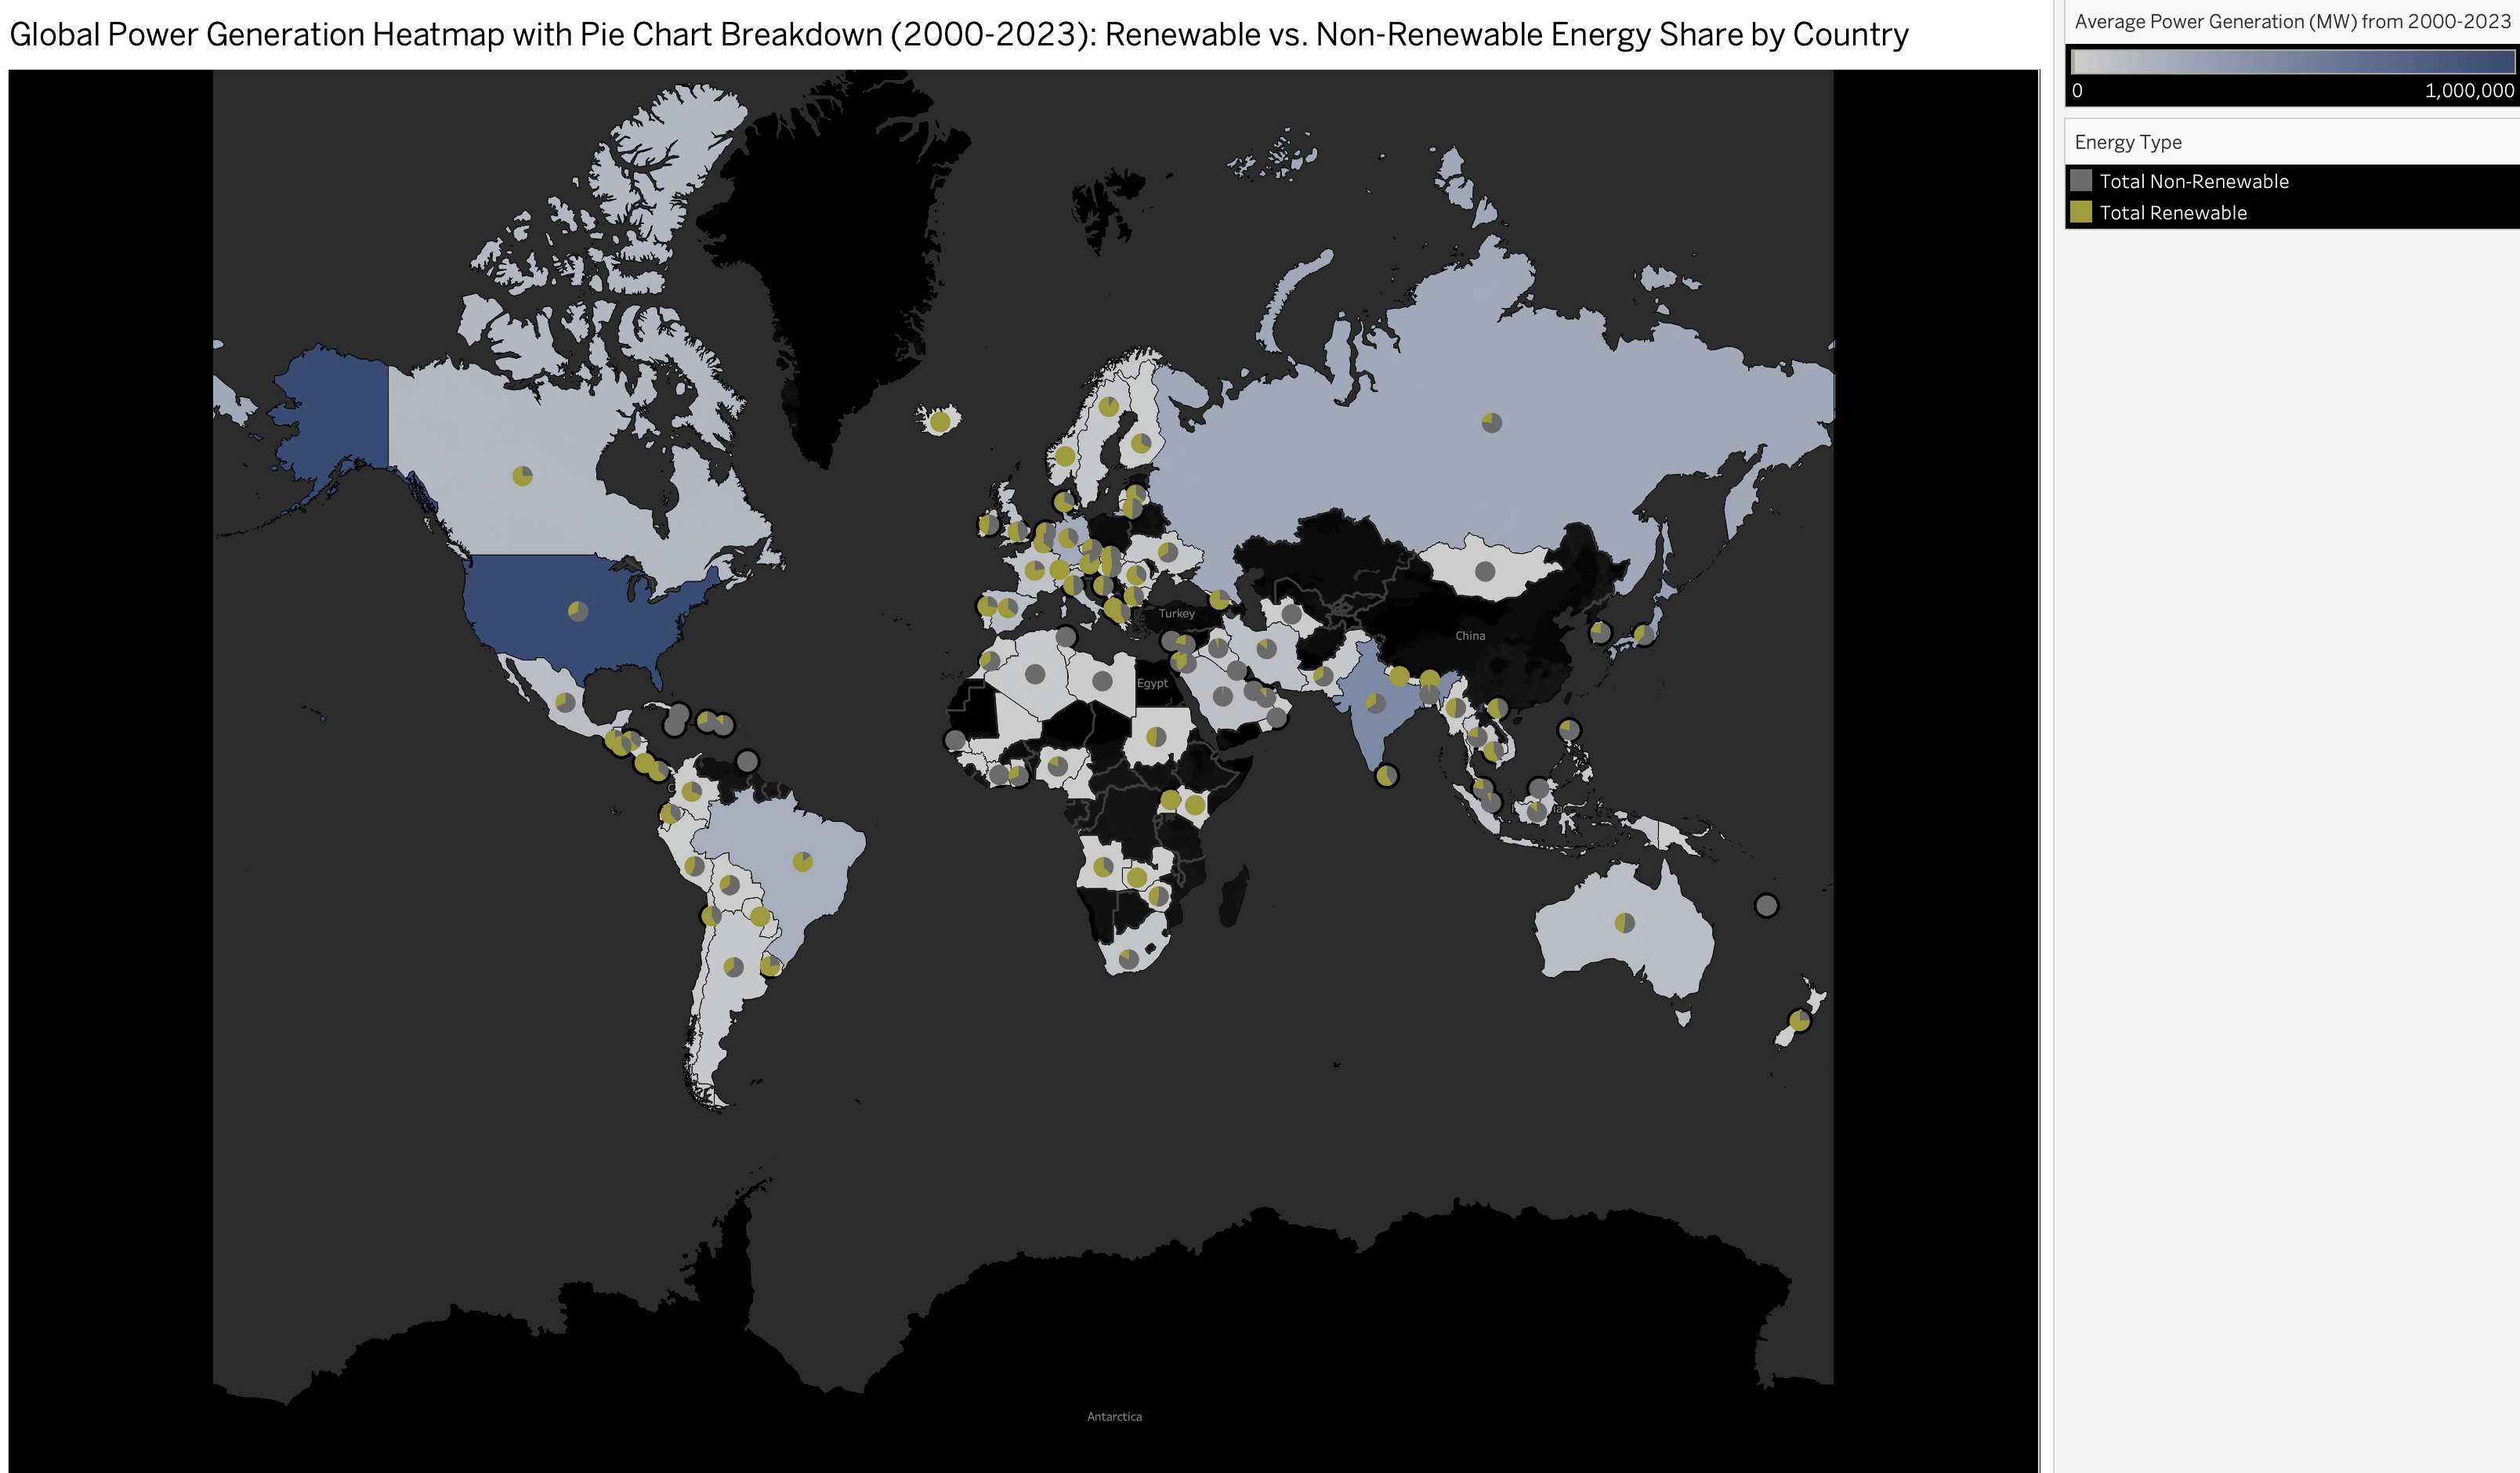 Global Power Generation Heatmap with Pie Chart Breakdown (2000-2023): Renewable vs. Non-Renewable Energy Share by Country
Average Power Generation (MW) from 2000-2023
0 1,000,000
Energy Type
Total Non-Renewable
Total Renewable
Turkey
China
Egypt
Antarctica